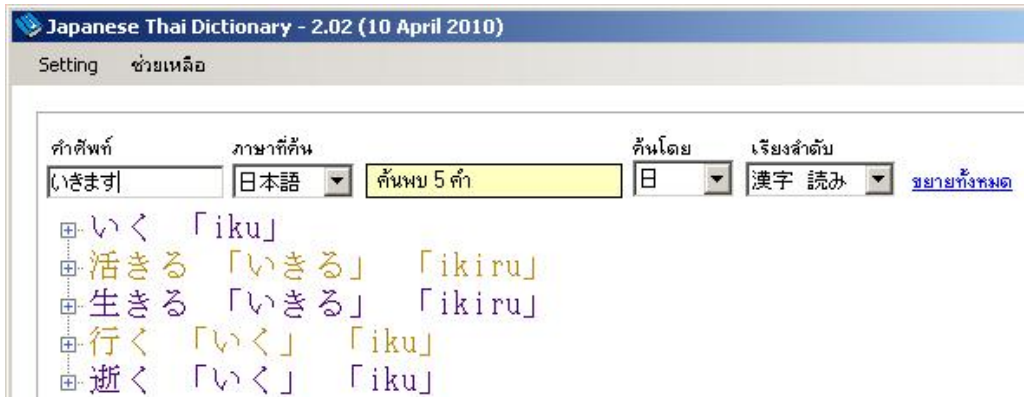 Japanese Thai Dictionary - 2.02 (10 April 2010)
Setting ช่วยเหลือ
คำศัพท์ ภาษาที่ค้น ค้นโดย เรียงลำดับ
いきます 日本語 ค้นพบ 5 คำ 日 漢字 読み ขยายทั้งหมด
いく 「iku」
活きる 「いきる」 「ikiru」
生きる 「いきる」 「ikiru」
行く 「いく」 「iku」
逝く 「いく」 「iku」